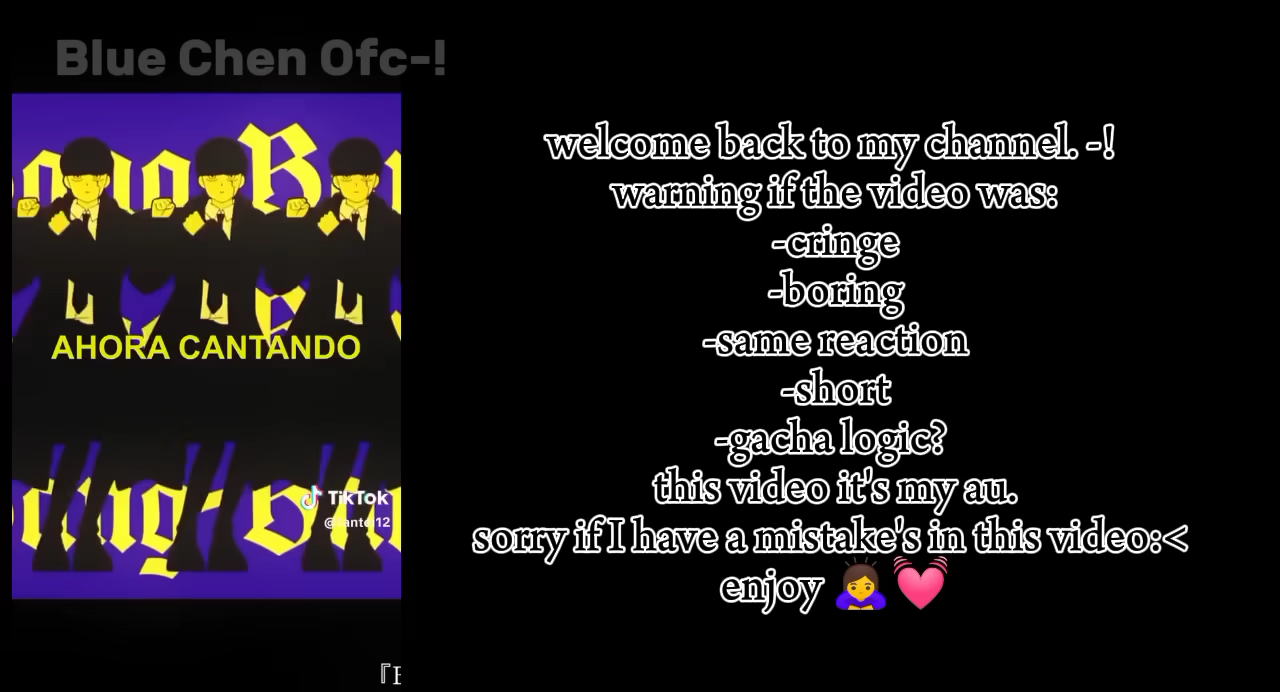 Blue Chen Ofc-!
AHORA CANTANDO
TikTok
welcome back to my channel. -!
warning if the video was:
-cringe
-boring
-same reaction
-short
-gacha logic?
this video it's my au.
sorry if I have a mistake's in this video:<
enjoy 🙇💓